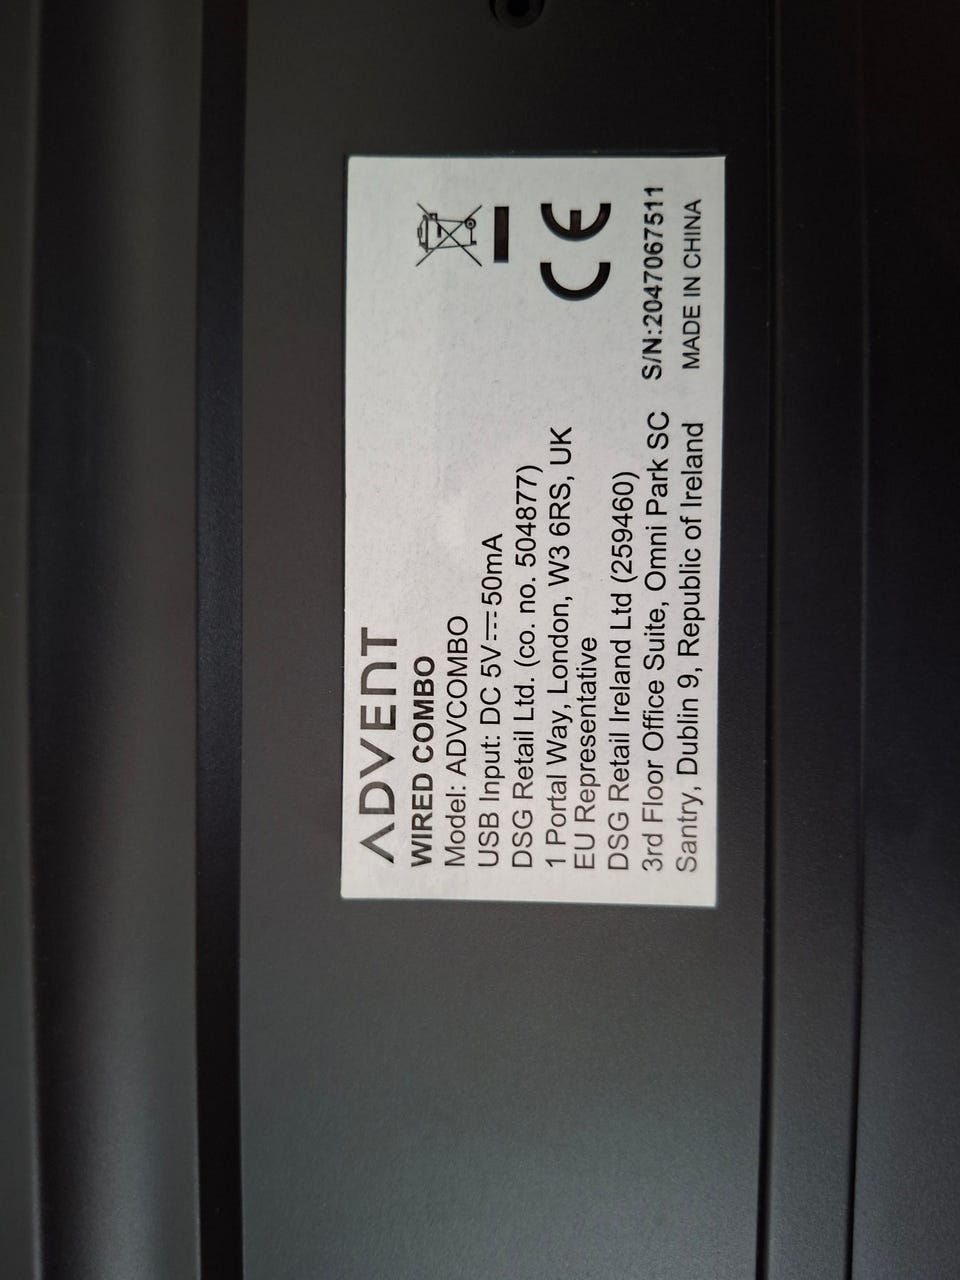 ADVENT
WIRED COMBO
Model: ADVCOMBO
USB Input: DC 5V⎓50mA
DSG Retail Ltd. (co. no. 504877)
1 Portal Way, London, W3 6RS, UK
EU Representative
DSG Retail Ireland Ltd (259460)
3rd Floor Office Suite, Omni Park SC
Santry, Dublin 9, Republic of Ireland
CE
S/N:2047067511
MADE IN CHINA